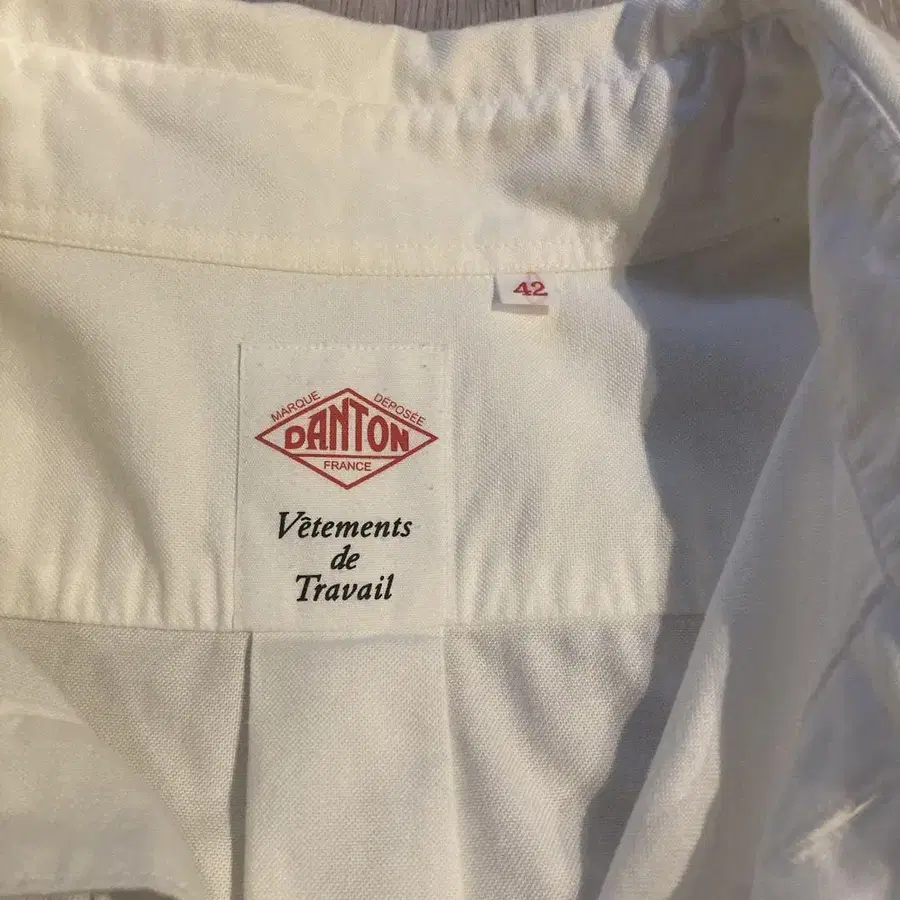 42
MARQUE DÉPOSÉE
DANTON
FRANCE
Vêtements
de
Travail